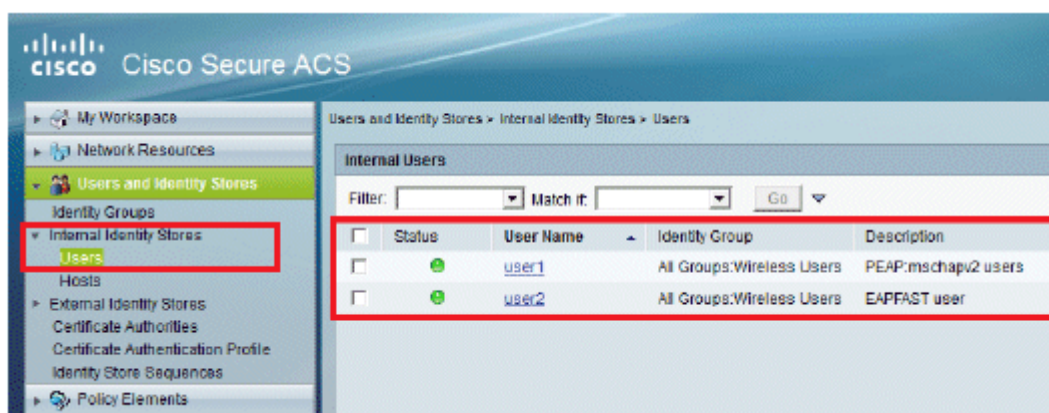 CISCO Cisco Secure ACS
My Workspace
Network Resources
Users and Identity Stores
Identity Groups
Internal Identity Stores
Users
Hosts
External Identity Stores
Certificate Authorities
Certificate Authentication Profile
Identity Store Sequences
Policy Elements
Users and Identity Stores > Internal Identity Stores > Users
Internal Users
Filter: Match if: Go
Status User Name Identity Group Description
user1 All Groups:Wireless Users PEAP:mschapv2 users
user2 All Groups:Wireless Users EAPFAST user